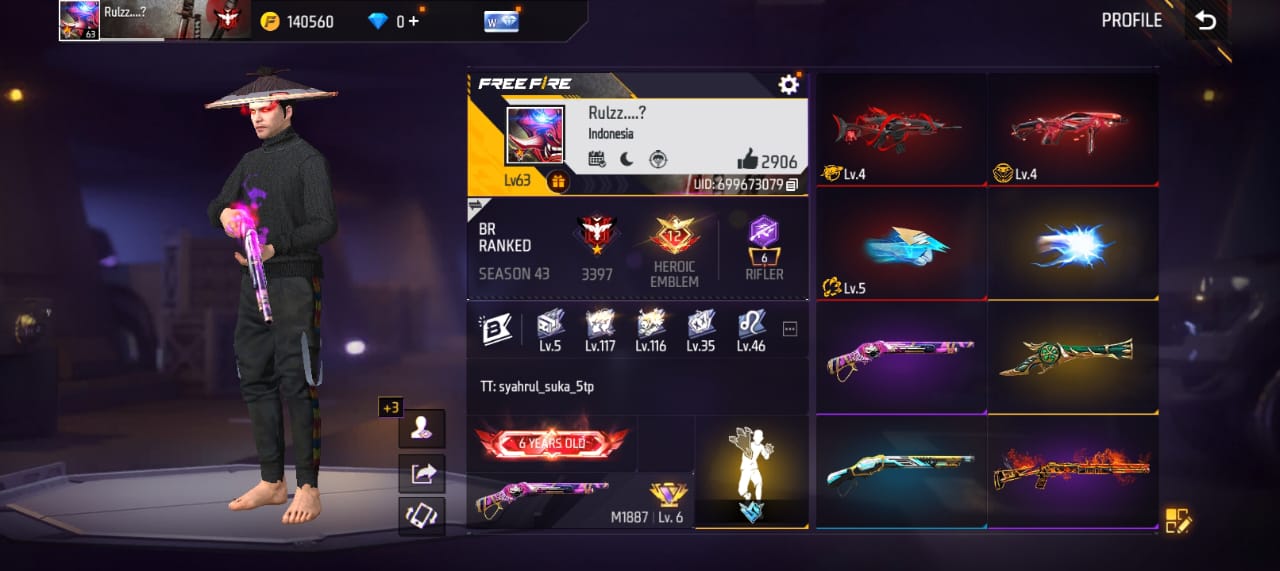 Rulzz....?
63
140560
0 +
W
PROFILE
FREE FIRE
Rulzz....?
Indonesia
2906
Lv63
UID:699673079
BR
RANKED
SEASON 43
3397
12
HEROIC
EMBLEM
6
RIFLER
B
Lv.5
Lv.117
Lv.116
Lv.35
Lv.46
TT: syahrul_suka_5tp
+3
6 YEARS OLD
M1887 | Lv. 6
Lv.4
Lv.4
Lv.5